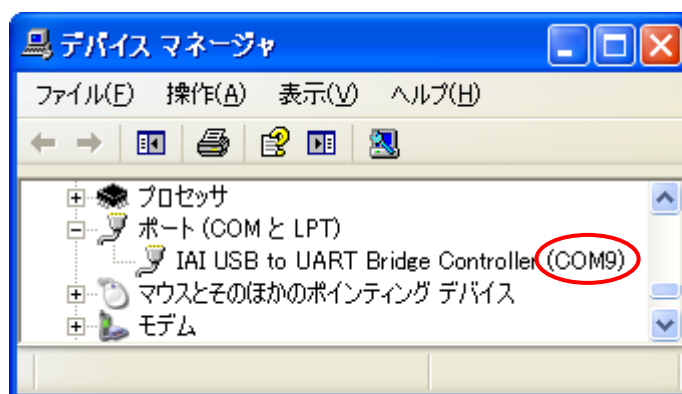 デバイス マネージャ
ファイル(F) 操作(A) 表示(V) ヘルプ(H)
プロセッサ
ポート (COM と LPT)
IAI USB to UART Bridge Controller (COM9)
マウスとそのほかのポインティング デバイス
モデム